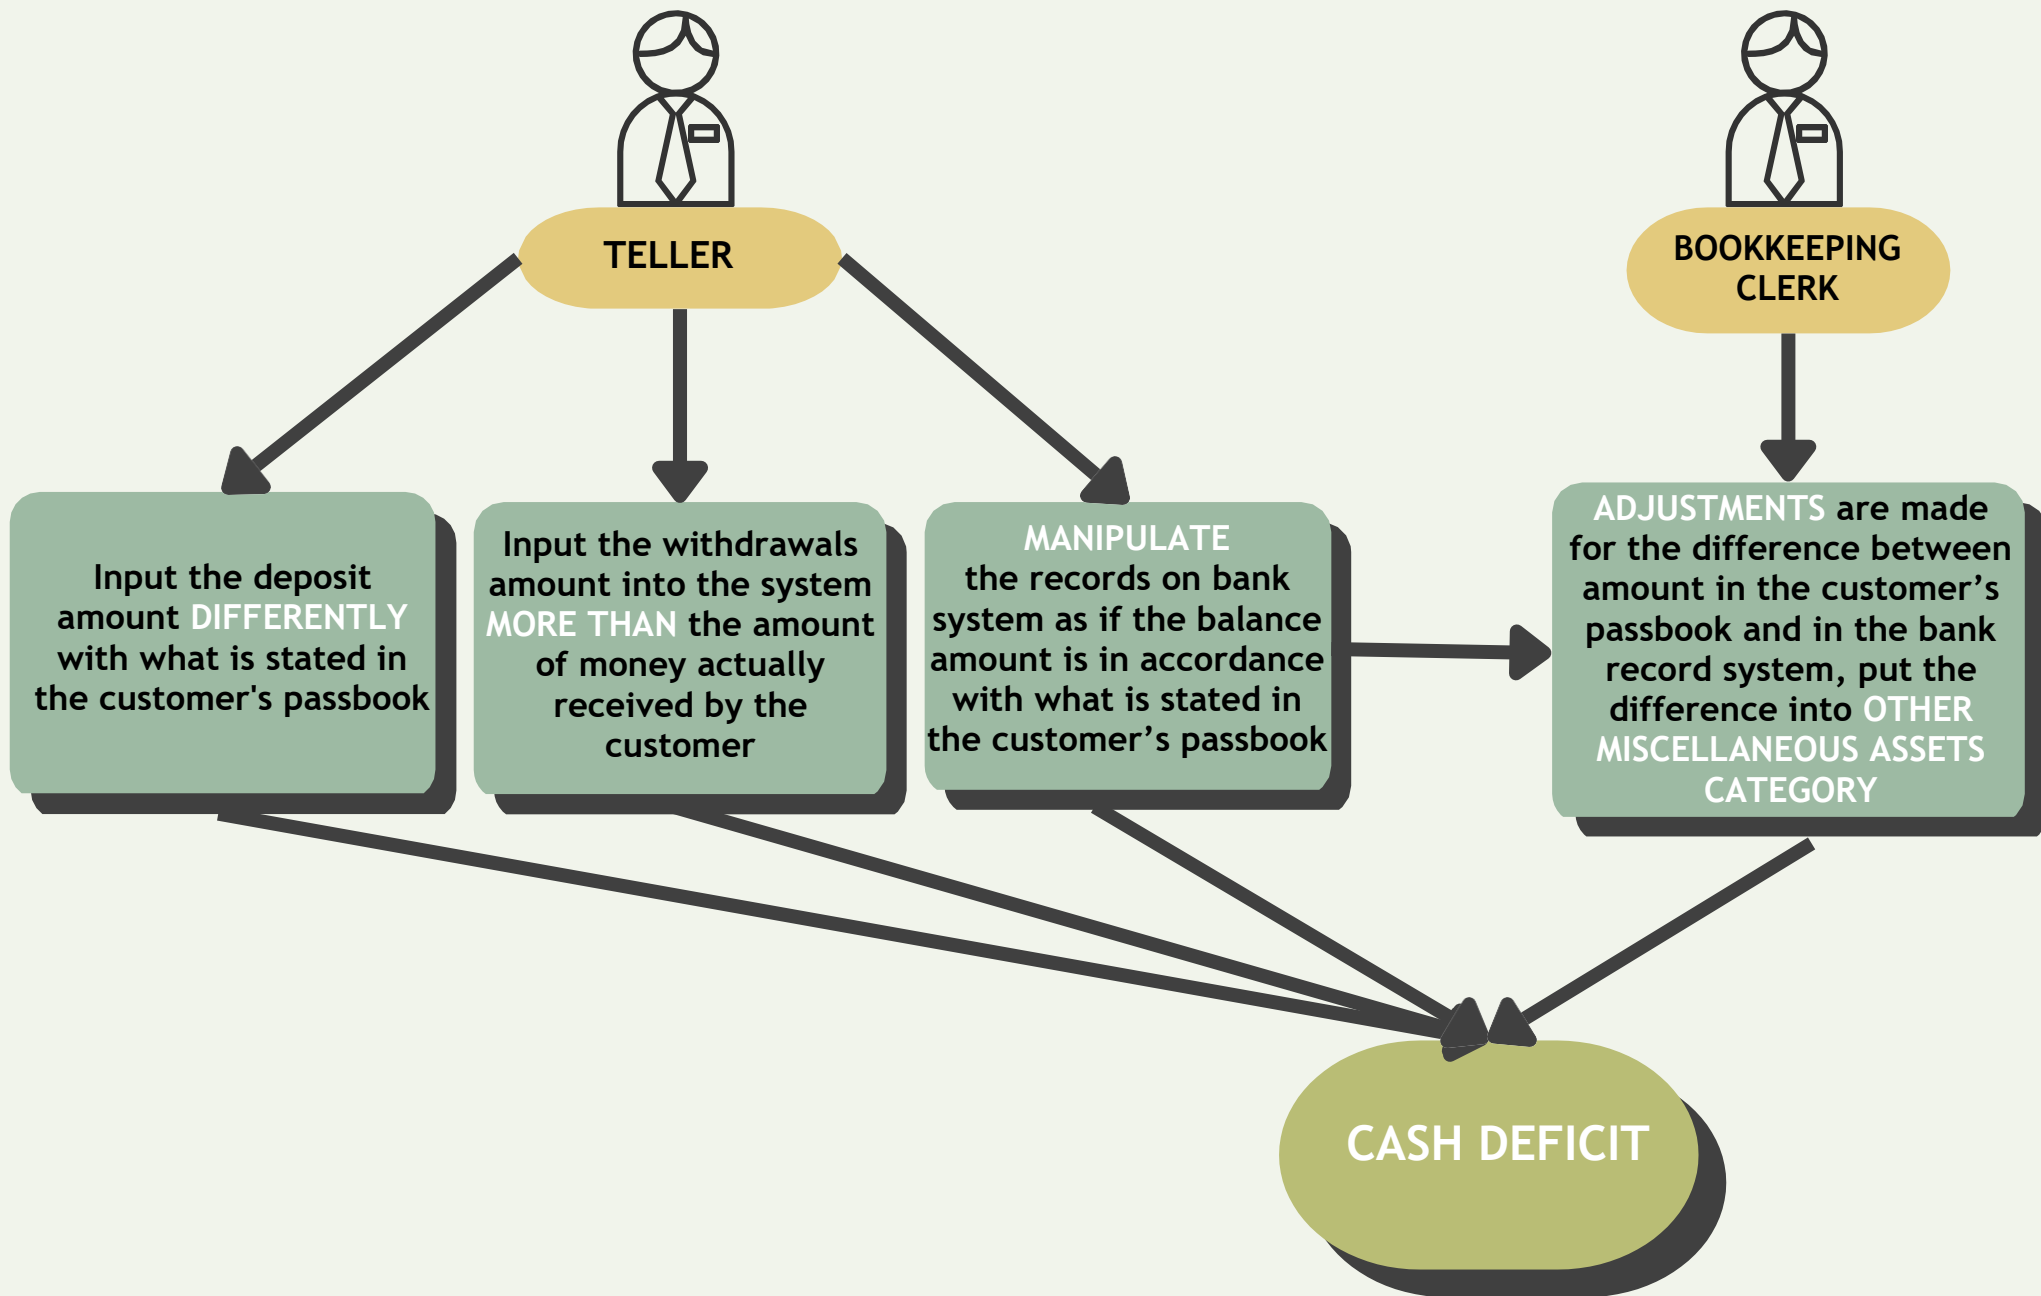 TELLER
BOOKKEEPING
CLERK
Input the deposit
amount DIFFERENTLY
with what is stated in
the customer's passbook
Input the withdrawals
amount into the system
MORE THAN the amount
of money actually
received by the
customer
MANIPULATE
the records on bank
system as if the balance
amount is in accordance
with what is stated in
the customer’s passbook
ADJUSTMENTS are made
for the difference between
amount in the customer’s
passbook and in the bank
record system, put the
difference into OTHER
MISCELLANEOUS ASSETS
CATEGORY
CASH DEFICIT